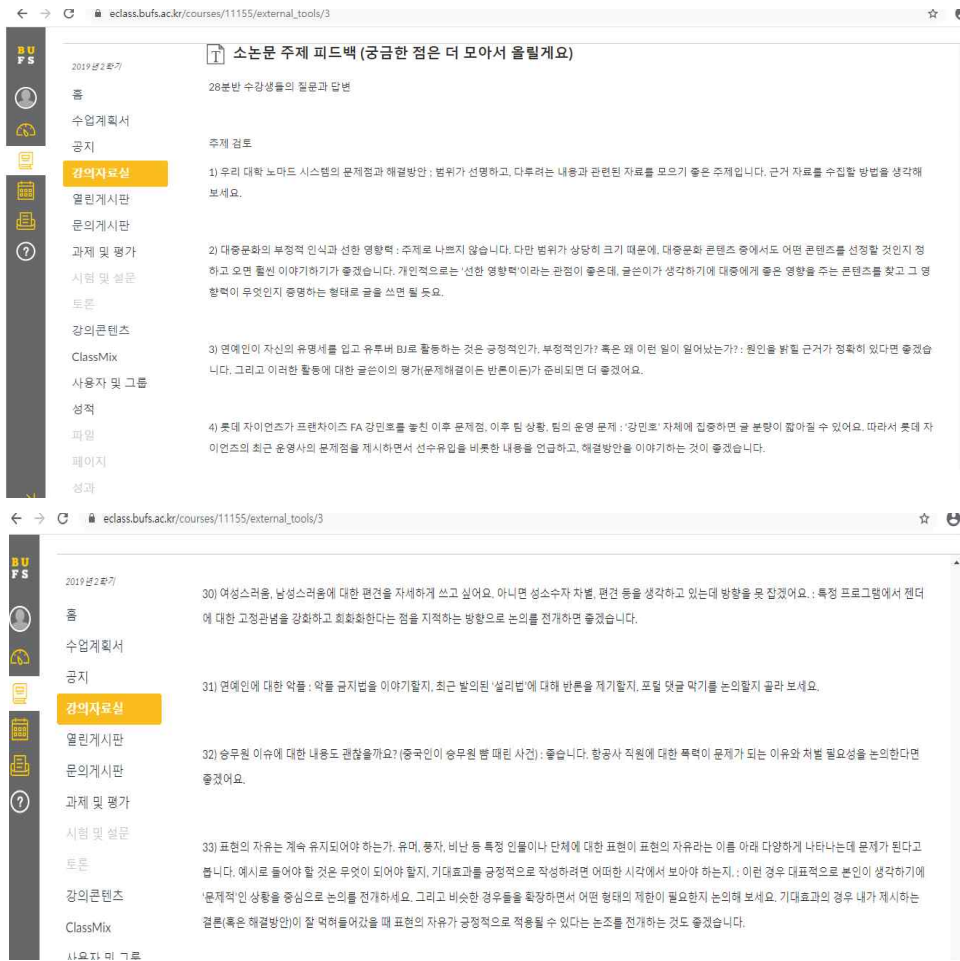 eclass.bufs.ac.kr/courses/11155/external_tools/3
BU
FS
2019년 2학기
홈
수업계획서
공지
강의자료실
열린게시판
문의게시판
과제 및 평가
시험 및 설문
토론
강의콘텐츠
ClassMix
사용자 및 그룹
성적
파일
페이지
성과
소논문 주제 피드백 (궁금한 점은 더 모아서 올릴게요)
28분반 수강생들의 질문과 답변
주제 검토
1) 우리 대학 노마드 시스템의 문제점과 해결방안 : 범위가 선명하고, 다루려는 내용과 관련된 자료를 모으기 좋은 주제입니다. 근거 자료를 수집할 방법을 생각해
보세요.
2) 대중문화의 부정적 인식과 선한 영향력 : 주제로 나쁘지 않습니다. 다만 범위가 상당히 크기 때문에, 대중문화 콘텐츠 중에서도 어떤 콘텐츠를 선정할 것인지 정
하고 오면 훨씬 이야기하기가 좋겠습니다. 개인적으로는 '선한 영향력'이라는 관점이 좋은데, 글쓴이가 생각하기에 대중에게 좋은 영향을 주는 콘텐츠를 찾고 그 영
향력이 무엇인지 증명하는 형태로 글을 쓰면 될 듯요.
3) 연예인이 자신의 유명세를 입고 유투버 BJ로 활동하는 것은 긍정적인가, 부정적인가? 혹은 왜 이런 일이 일어났는가? : 원인을 밝힐 근거가 정확히 있다면 좋겠습
니다. 그리고 이러한 활동에 대한 글쓴이의 평가(문제해결이든 반론이든)가 준비되면 더 좋겠어요.
4) 롯데 자이언츠가 프랜차이즈 FA 강민호를 놓친 이후 문제점, 이후 팀 상황, 팀의 운영 문제 : '강민호' 자체에 집중하면 글 분량이 짧아질 수 있어요. 따라서 롯데 자
이언츠의 최근 운영사의 문제점을 제시하면서 선수유입을 비롯한 내용을 언급하고, 해결방안을 이야기하는 것이 좋겠습니다.
eclass.bufs.ac.kr/courses/11155/external_tools/3
BU
FS
2019년 2학기
홈
수업계획서
공지
강의자료실
열린게시판
문의게시판
과제 및 평가
시험 및 설문
토론
강의콘텐츠
ClassMix
사용자 및 그룹
30) 여성스러움, 남성스러움에 대한 편견을 자세하게 쓰고 싶어요. 아니면 성소수자 차별, 편견 등을 생각하고 있는데 방향을 못 잡겠어요. : 특정 프로그램에서 젠더
에 대한 고정관념을 강화하고 희화화한다는 점을 지적하는 방향으로 논의를 전개하면 좋겠습니다.
31) 연예인에 대한 악플 : 악플 금지법을 이야기할지, 최근 발의된 '설리법'에 대해 반론을 제기할지, 포털 댓글 막기를 논의할지 골라 보세요.
32) 승무원 이슈에 대한 내용도 괜찮을까요? (중국인이 승무원 뺨 때린 사건) : 좋습니다. 항공사 직원에 대한 폭력이 문제가 되는 이유와 처벌 필요성을 논의한다면
좋겠어요.
33) 표현의 자유는 계속 유지되어야 하는가. 유머, 풍자, 비난 등 특정 인물이나 단체에 대한 표현이 표현의 자유라는 이름 아래 다양하게 나타나는데 문제가 된다고
봅니다. 예시로 들어야 할 것은 무엇이 되어야 할지, 기대효과를 긍정적으로 작성하려면 어떠한 시각에서 보아야 하는지. : 이런 경우 대표적으로 본인이 생각하기에
'문제적'인 상황을 중심으로 논의를 전개하세요. 그리고 비슷한 경우들을 확장하면서 어떤 형태의 제한이 필요한지 논의해 보세요. 기대효과의 경우 내가 제시하는
결론(혹은 해결방안)이 잘 먹혀들어갔을 때 표현의 자유가 긍정적으로 적용될 수 있다는 논조를 전개하는 것도 좋겠습니다.